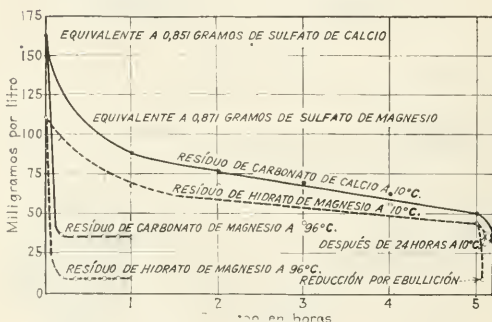 175
EQUIVALENTE A 0,851 GRAMOS DE SULFATO DE CALCIO
150
125
EQUIVALENTE A 0,871 GRAMOS DE SULFATO DE MAGNESIO
100
RESÍDUO DE CARBONATO DE CALCIO A 10°C.
75
RESÍDUO DE HIDRATO DE MAGNESIO A 10°C.
50
RESÍDUO DE CARBONATO DE MAGNESIO A 96°C.
DESPUÉS DE 24 HORAS A 10°C.
25
RESÍDUO DE HIDRATO DE MAGNESIO A 96°C.
REDUCCIÓN POR EBULLICIÓN
0
0 1 2 3 4 5
Miligramos por litro
en horas